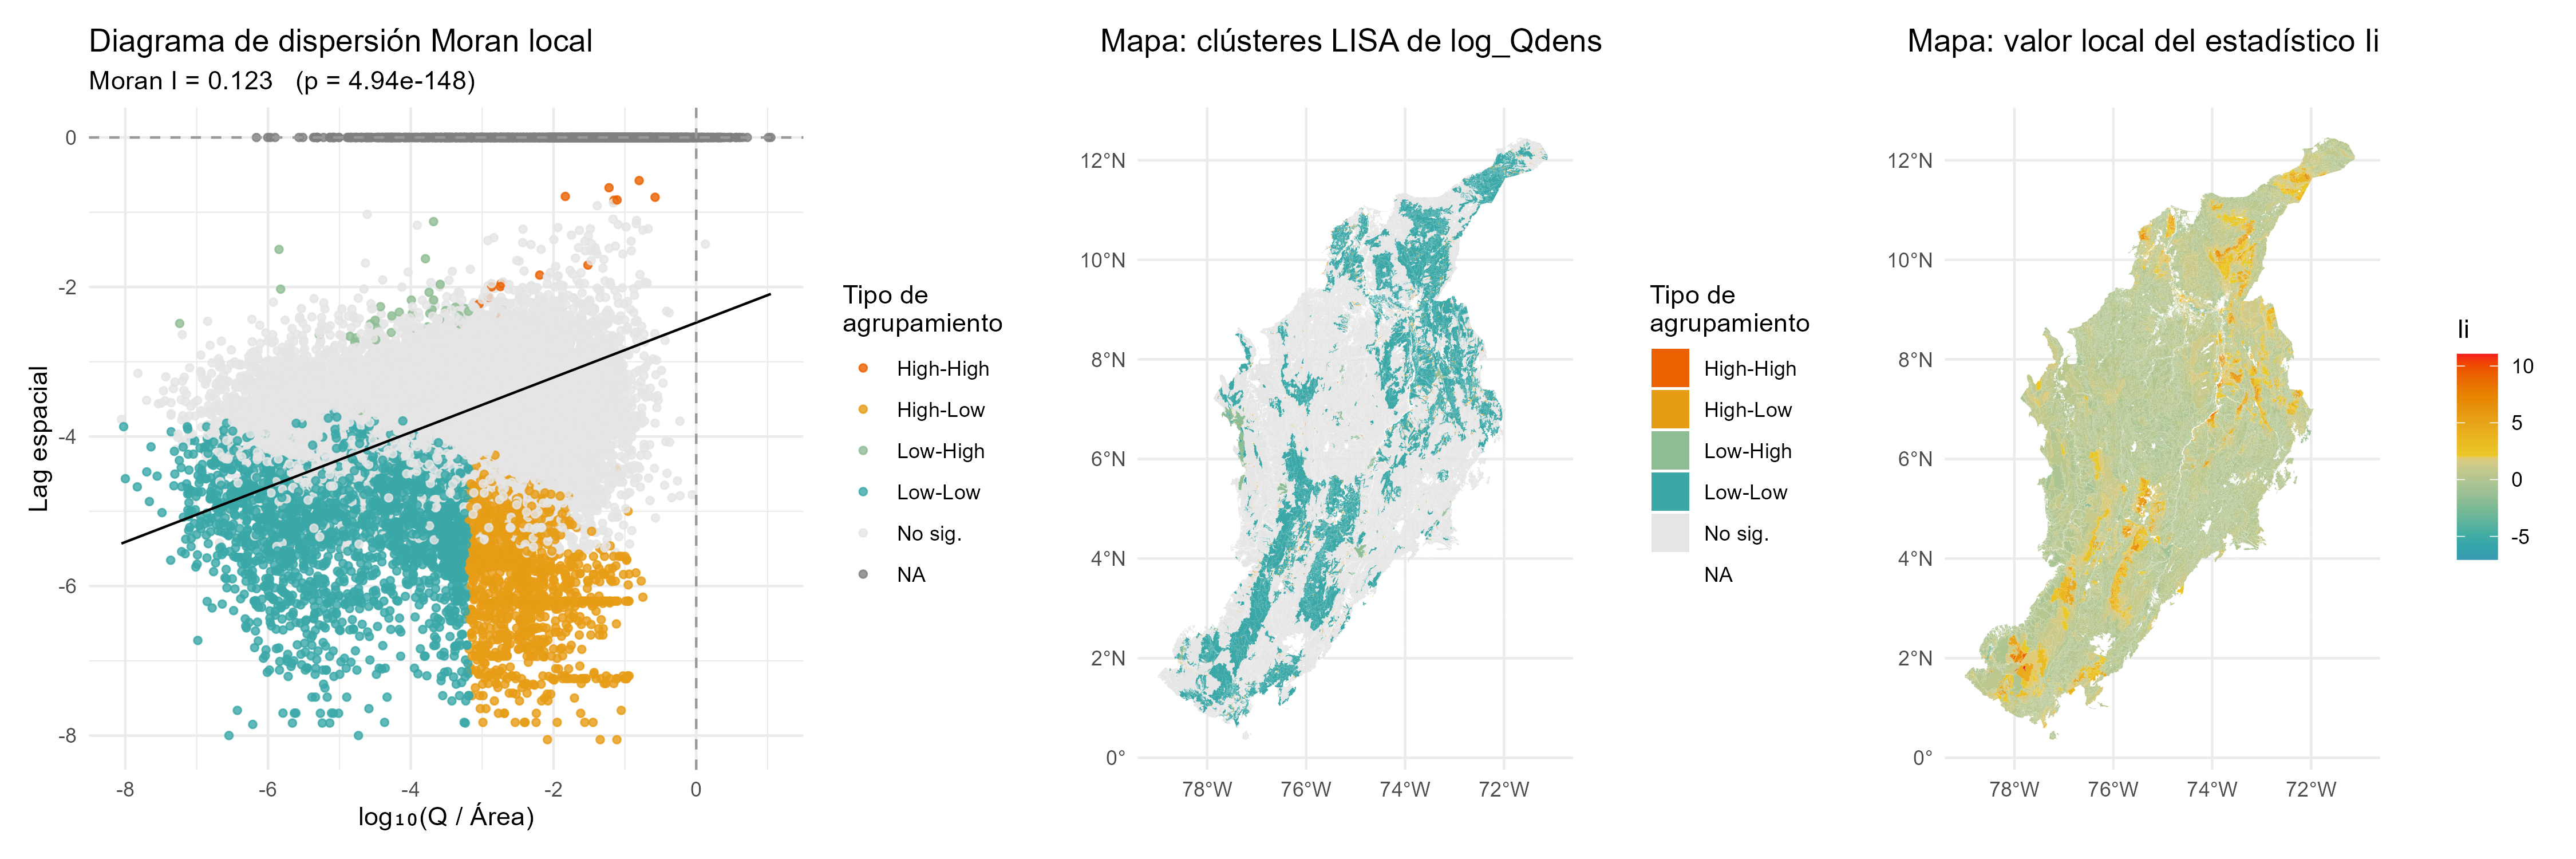 Diagrama de dispersión Moran local
Moran I = 0.123   (p = 4.94e-148)
0
-2
-4
-6
-8
Lag espacial
-8
-6
-4
-2
0
log₁₀(Q / Área)
Tipo de
agrupamiento
High-High
High-Low
Low-High
Low-Low
No sig.
NA
Mapa: clústeres LISA de log_Qdens
12°N
10°N
8°N
6°N
4°N
2°N
0°
78°W
76°W
74°W
72°W
Tipo de
agrupamiento
High-High
High-Low
Low-High
Low-Low
No sig.
NA
Mapa: valor local del estadístico Ii
12°N
10°N
8°N
6°N
4°N
2°N
0°
78°W
76°W
74°W
72°W
Ii
10
5
0
-5